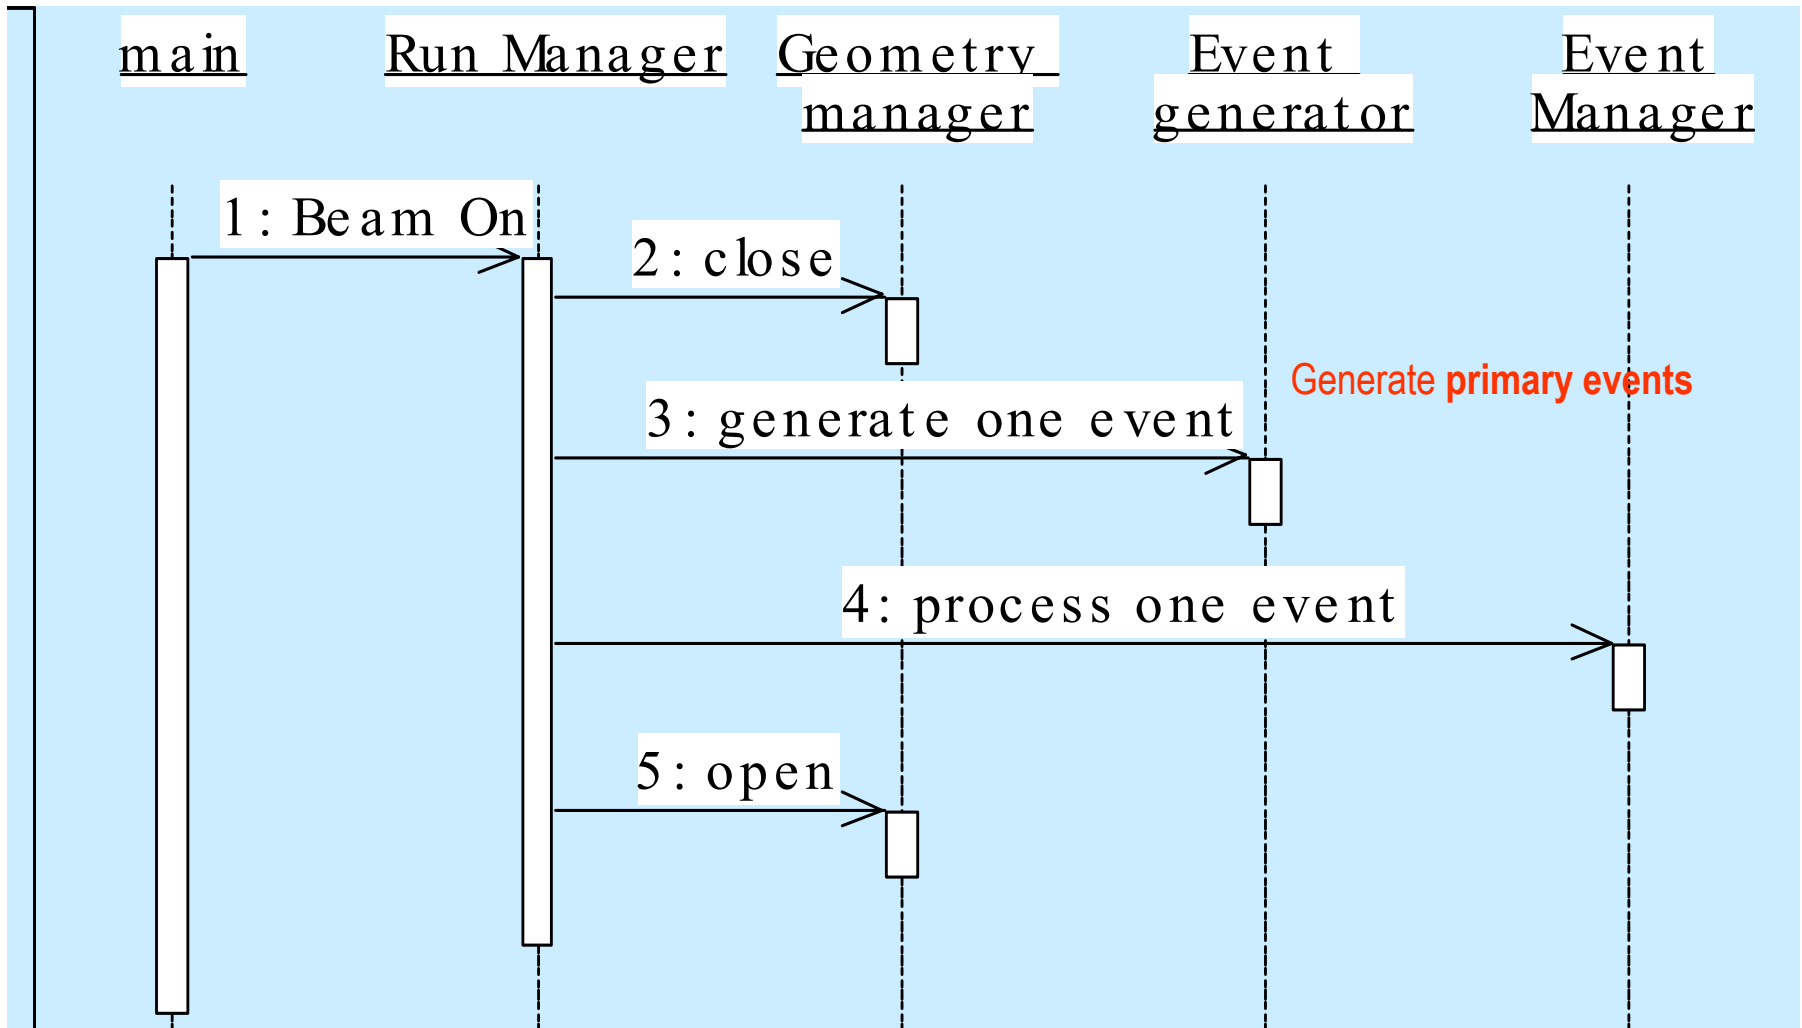 main
Run Manager
Geometry
manager
Event
generator
Event
Manager
1: Beam On
2: close
Generate primary events
3: generate one event
4: process one event
5: open